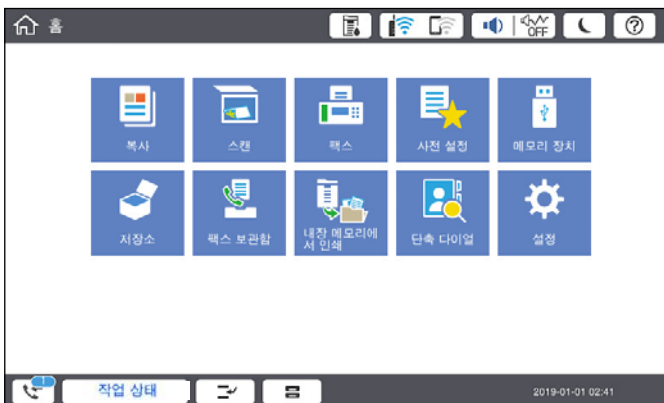 홈
OFF
복사
스캔
팩스
사전 설정
메모리 장치
저장소
팩스 보관함
내장 메모리에
서 인쇄
단축 다이얼
설정
작업 상태
2019-01-01 02:41